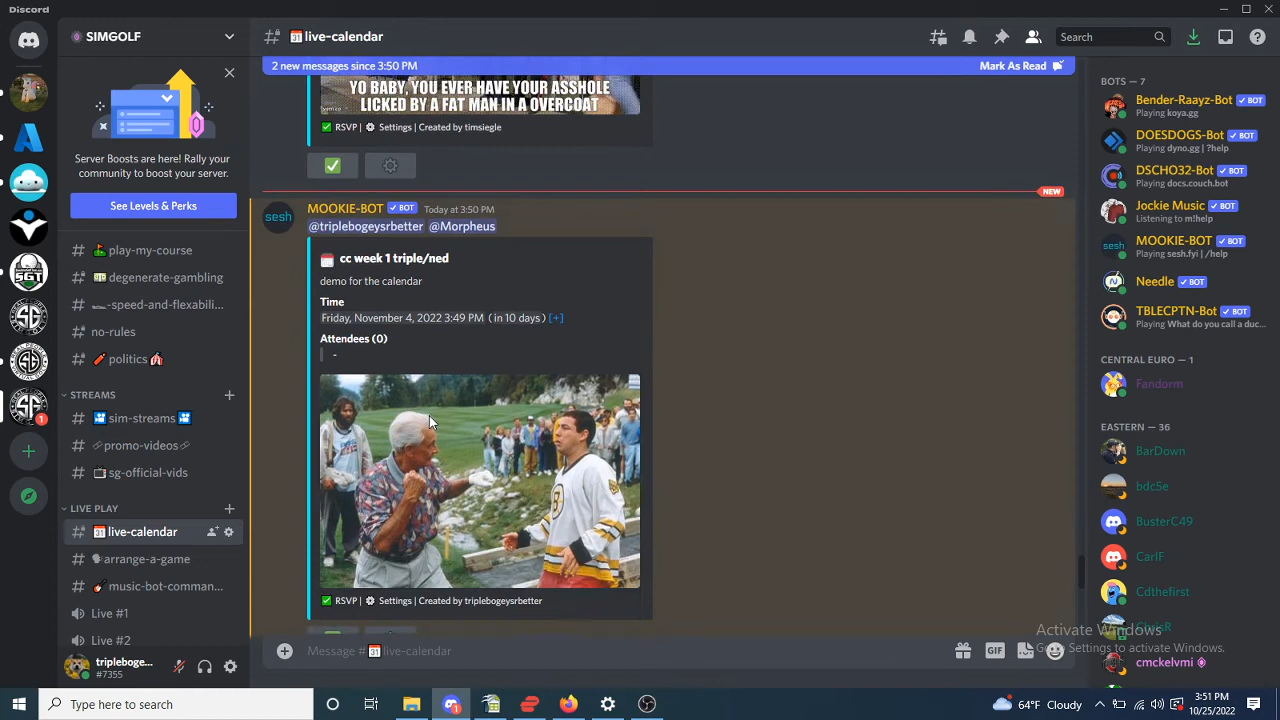 Discord
SIMGOLF
Server Boosts are here! Rally your
community to boost your server.
See Levels & Perks
play-my-course
degenerate-gambling
-speed-and-flexabili...
no-rules
politics
STREAMS
sim-streams
promo-videos
sg-official-vids
LIVE PLAY
live-calendar
arrange-a-game
music-bot-comman...
Live #1
Live #2
tripleboge...
#7355
live-calendar
Search
2 new messages since 3:50 PM
Mark As Read
YO BABY, YOU EVER HAVE YOUR ASSHOLE
LICKED BY A FAT MAN IN A OVERCOAT
RSVP | Settings | Created by timsiegle
NEW
sesh
MOOKIE-BOT BOT Today at 3:50 PM
@triplebogeysrbetter @Morpheus
cc week 1 triple/ned
demo for the calendar
Time
Friday, November 4, 2022 3:49 PM (in 10 days) [+]
Attendees (0)
-
RSVP | Settings | Created by triplebogeysrbetter
Message # live-calendar
GIF
BOTS — 7
Bender-Raayz-Bot BOT
Playing koya.gg
DOESDOGS-Bot BOT
Playing dyno.gg | ?help
DSCHO32-Bot BOT
Playing docs.couch.bot
Jockie Music BOT
Listening to m!help
MOOKIE-BOT BOT
Playing sesh.fyi | /help
Needle BOT
TBLECPTN-Bot BOT
Playing What do you call a duc...
CENTRAL EURO — 1
Fandorm
EASTERN — 36
BarDown
bdc5e
BusterC49
CarlF
Cdthefirst
ChrisR
cmckelvmi
Activate Windows
Go to Settings to activate Windows.
Type here to search
64°F Cloudy
3:51 PM
10/25/2022